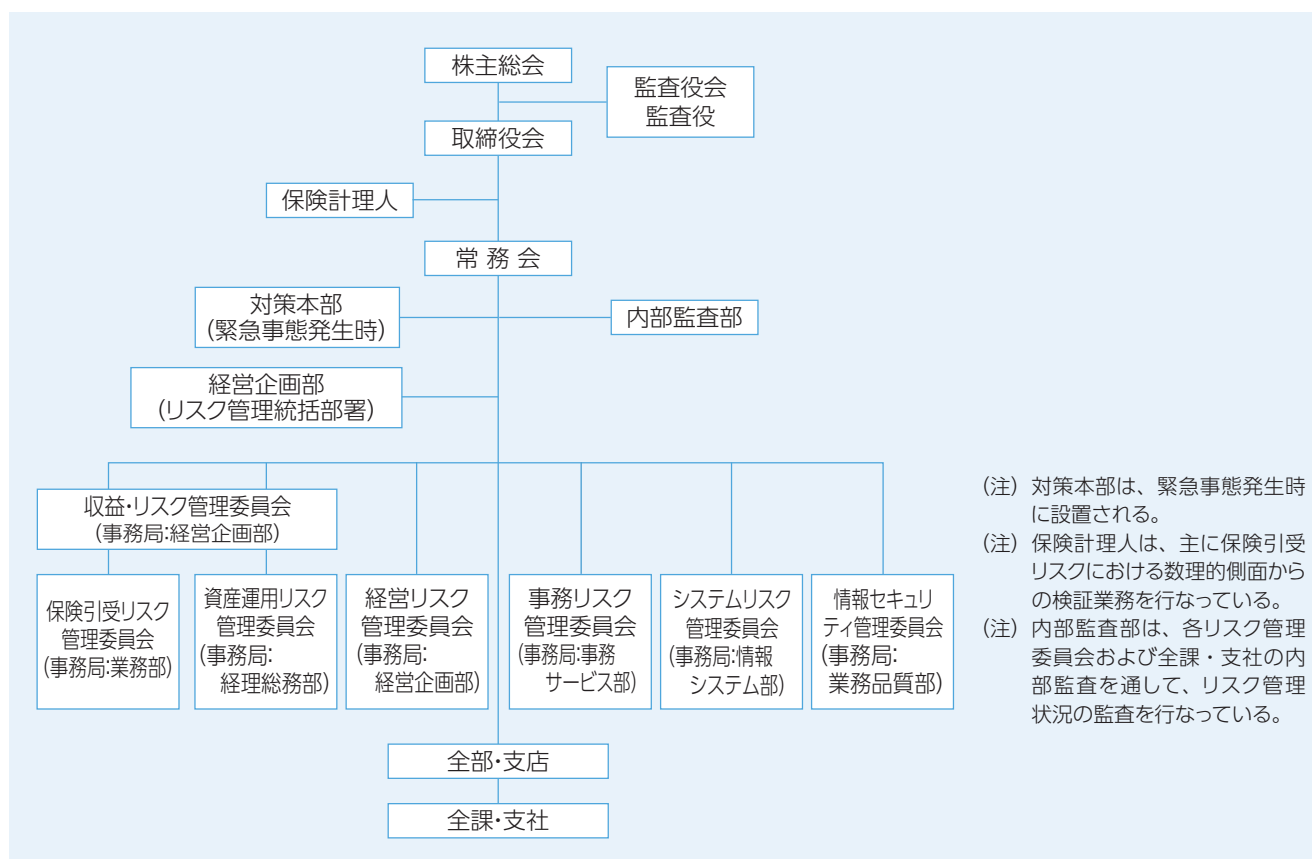 株主総会
監査役会
監査役
取締役会
保険計理人
常務会
対策本部
(緊急事態発生時)
内部監査部
経営企画部
(リスク管理統括部署)
収益・リスク管理委員会
(事務局:経営企画部)
保険引受リスク
管理委員会
(事務局:業務部)
資産運用リスク
管理委員会
(事務局:
経理総務部)
経営リスク
管理委員会
(事務局:
経営企画部)
事務リスク
管理委員会
(事務局:事務
サービス部)
システムリスク
管理委員会
(事務局:情報
システム部)
情報セキュリ
ティ管理委員会
(事務局:
業務品質部)
全部・支店
全課・支社
(注) 対策本部は、緊急事態発生時
に設置される。
(注) 保険計理人は、主に保険引受
リスクにおける数理的側面から
の検証業務を行なっている。
(注) 内部監査部は、各リスク管理
委員会および全課・支社の内
部監査を通して、リスク管理
状況の監査を行なっている。